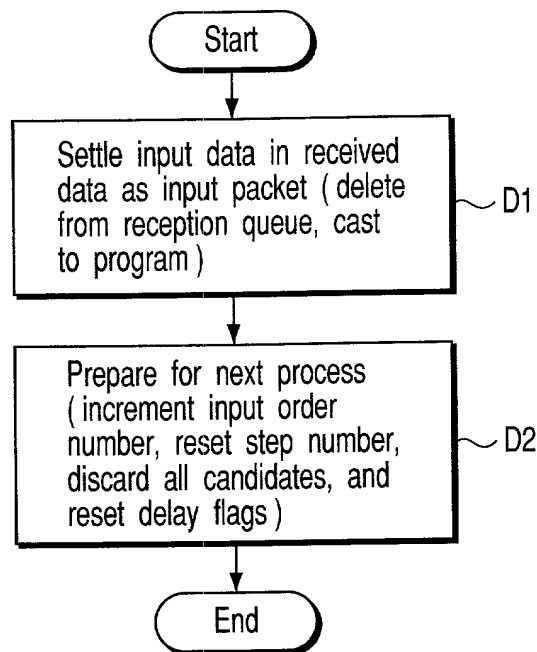 Start
Settle input data in received
data as input packet ( delete
from reception queue, cast
to program )
D1
Prepare for next process
( increment input order
number, reset step number,
discard all candidates, and
reset delay flags )
D2
End